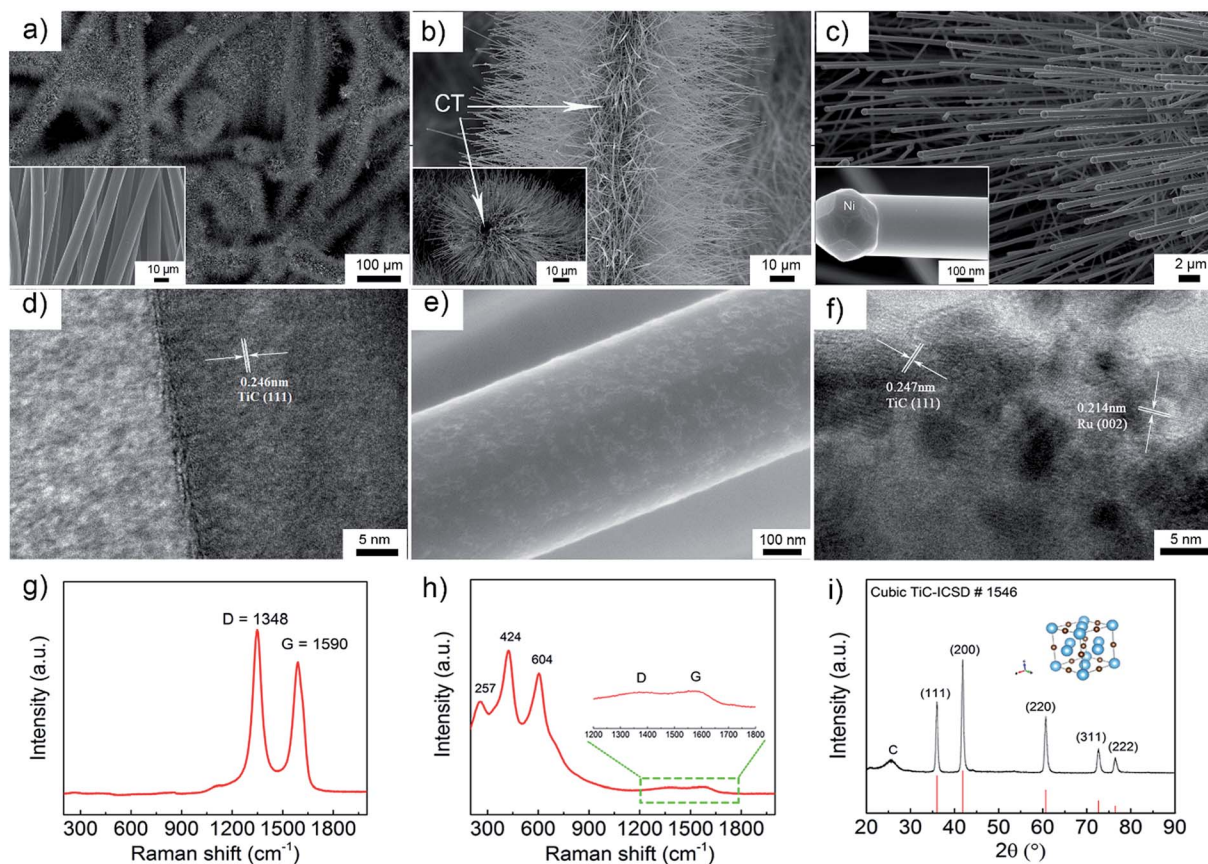 a)
10 µm
100 µm
b)
CT
10 µm
10 µm
c)
Ni
100 nm
2 µm
d)
0.246nm
TiC (111)
5 nm
e)
100 nm
f)
0.247nm
TiC (111)
0.214nm
Ru (002)
5 nm
g)
D = 1348
G = 1590
Intensity (a.u.)
200 600 900 1200 1500 1800
Raman shift (cm⁻¹)
h)
424
604
257
D G
1200 1300 1400 1500 1600 1700 1800
Intensity (a.u.)
300 600 900 1200 1500 1800
Raman shift (cm⁻¹)
i)
Cubic TiC-ICSD # 1546
(200)
(111)
(220)
(311)
(222)
C
Intensity (a.u.)
20 30 40 50 60 70 80 90
2θ (°)